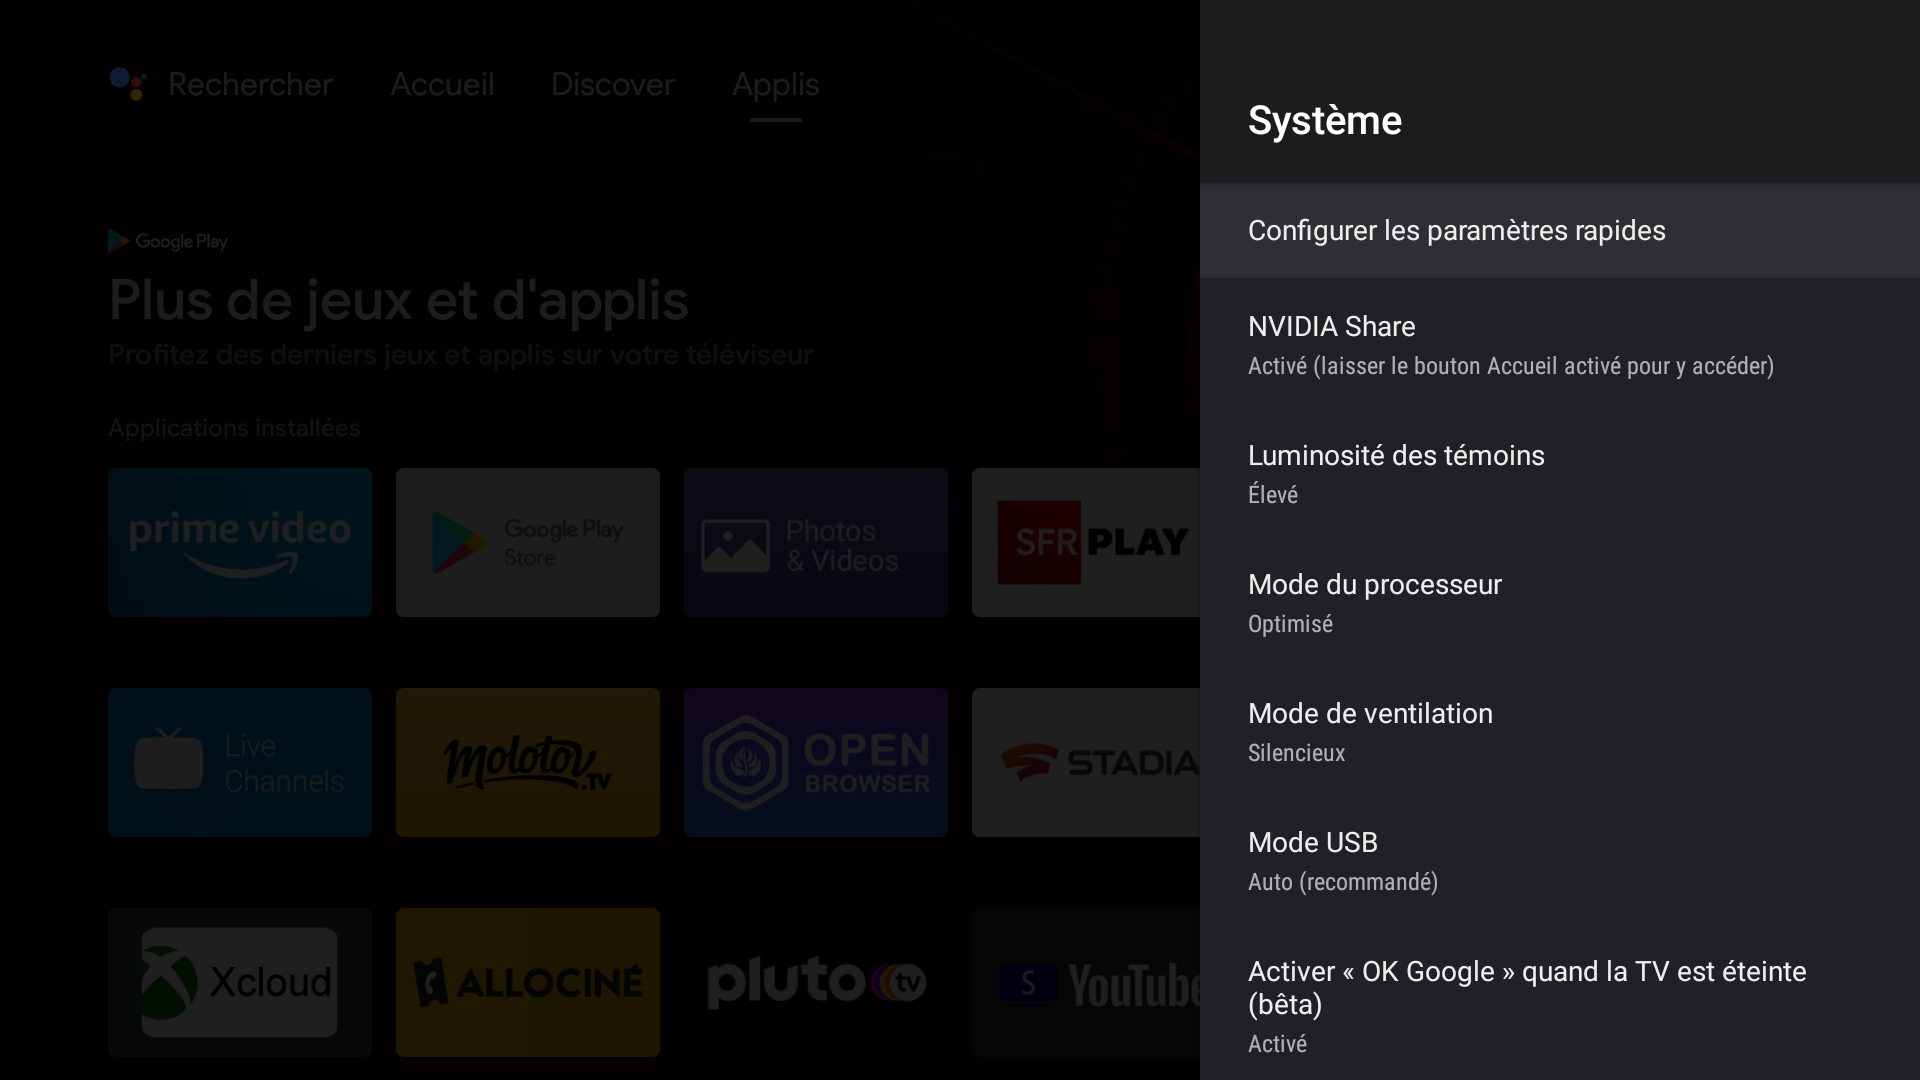 Rechercher
Accueil
Discover
Applis
Google Play
Plus de jeux et d'applis
Profitez des derniers jeux et applis sur votre téléviseur
Applications installées
prime video
Google Play
Store
Photos
& Videos
SFR PLAY
Live
Channels
molotov
.TV
OPEN
BROWSER
STADIA
Xcloud
ALLOCINÉ
pluto tv
S YouTube
Système
Configurer les paramètres rapides
NVIDIA Share
Activé (laisser le bouton Accueil activé pour y accéder)
Luminosité des témoins
Élevé
Mode du processeur
Optimisé
Mode de ventilation
Silencieux
Mode USB
Auto (recommandé)
Activer « OK Google » quand la TV est éteinte
(bêta)
Activé